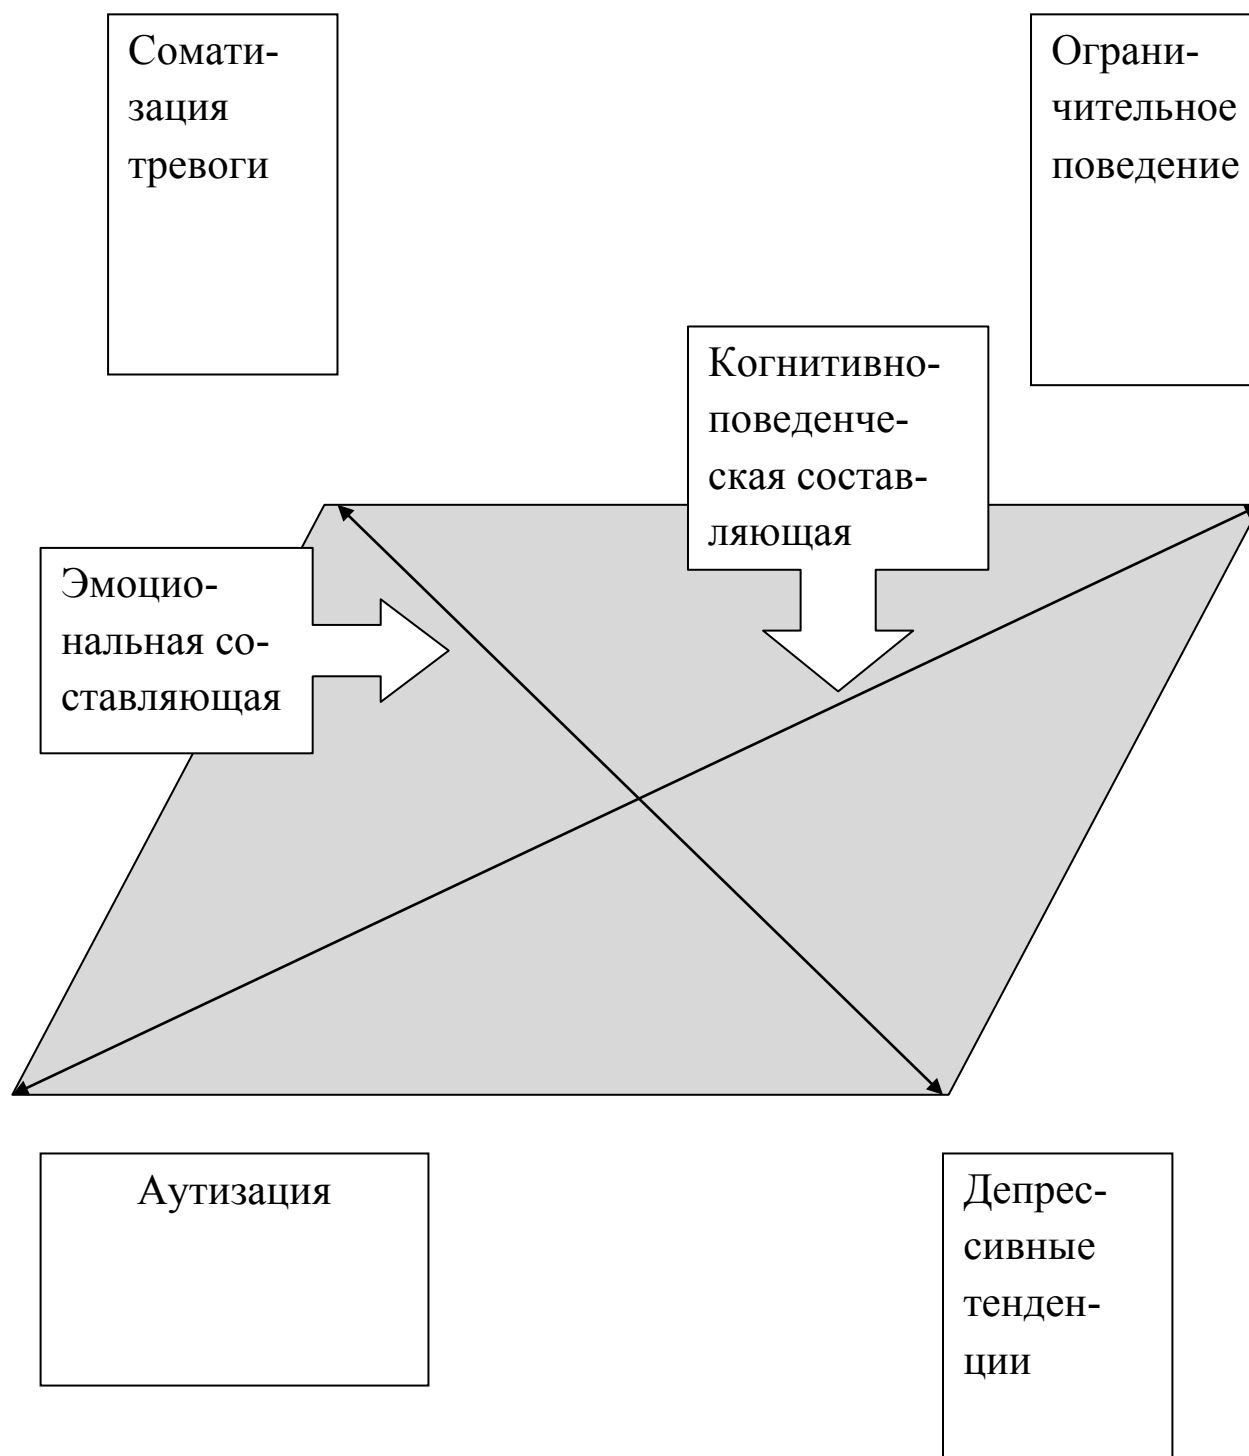 Сомати-
зация
тревоги
Ограни-
чительное
поведение
Когнитивно-
поведенче-
ская состав-
ляющая
Эмоцио-
нальная со-
ставляющая
Аутизация
Депрес-
сивные
тенден-
ции